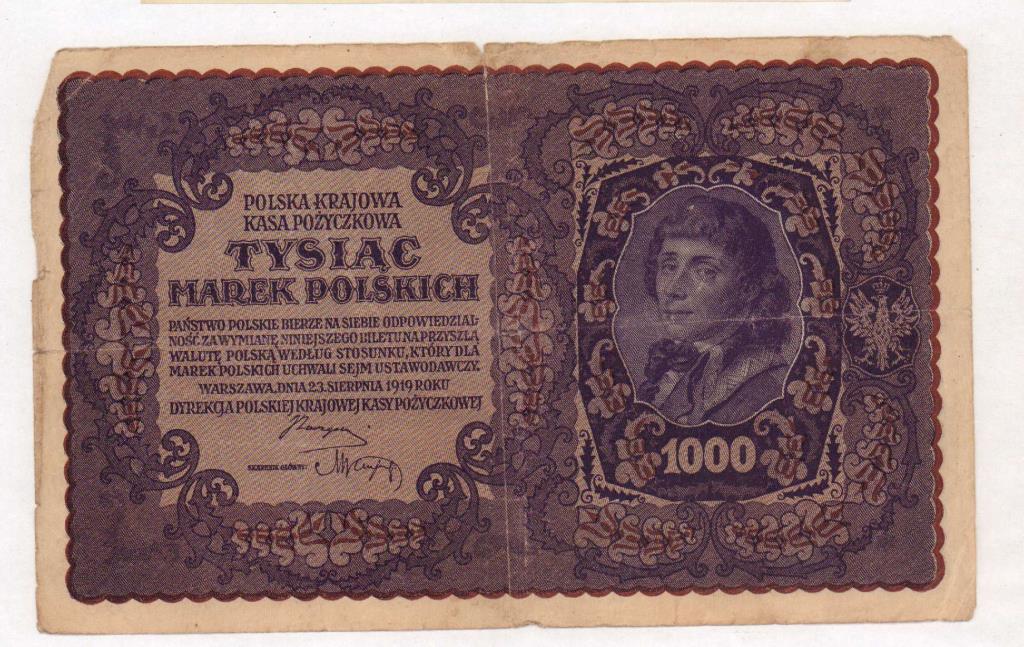 POLSKA KRAJOWA
KASA POŻYCZKOWA
TYSIĄC
MAREK POLSKICH
PAŃSTWO POLSKIE BIERZE NA SIEBIE ODPOWIEDZIAL-
NOŚĆ ZA WYMIANĘ NINIEJSZEGO BILETU NA PRZYSZŁĄ
WALUTĘ POLSKĄ WEDŁUG STOSUNKU, KTÓRY DLA
MAREK POLSKICH UCHWALI SEJM USTAWODAWCZY.
WARSZAWA, DNIA 23. SIERPNIA 1919 ROKU
DYREKCJA POLSKIEJ KRAJOWEJ KASY POŻYCZKOWEJ
SKARBNIK GŁÓWNY:
1000